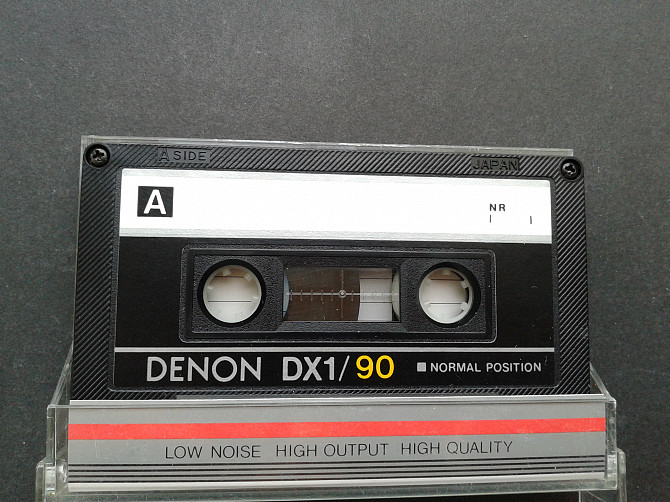 A SIDE JAPAN
A NR
DENON DX1/90 NORMAL POSITION
LOW NOISE HIGH OUTPUT HIGH QUALITY